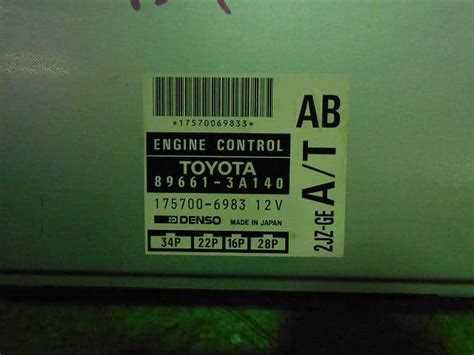 *17570069833*
ENGINE CONTROL
TOYOTA
89661-3A140
175700-6983 12V
DENSO MADE IN JAPAN
34P 22P 16P 28P
AB
A/T
2JZ-GE